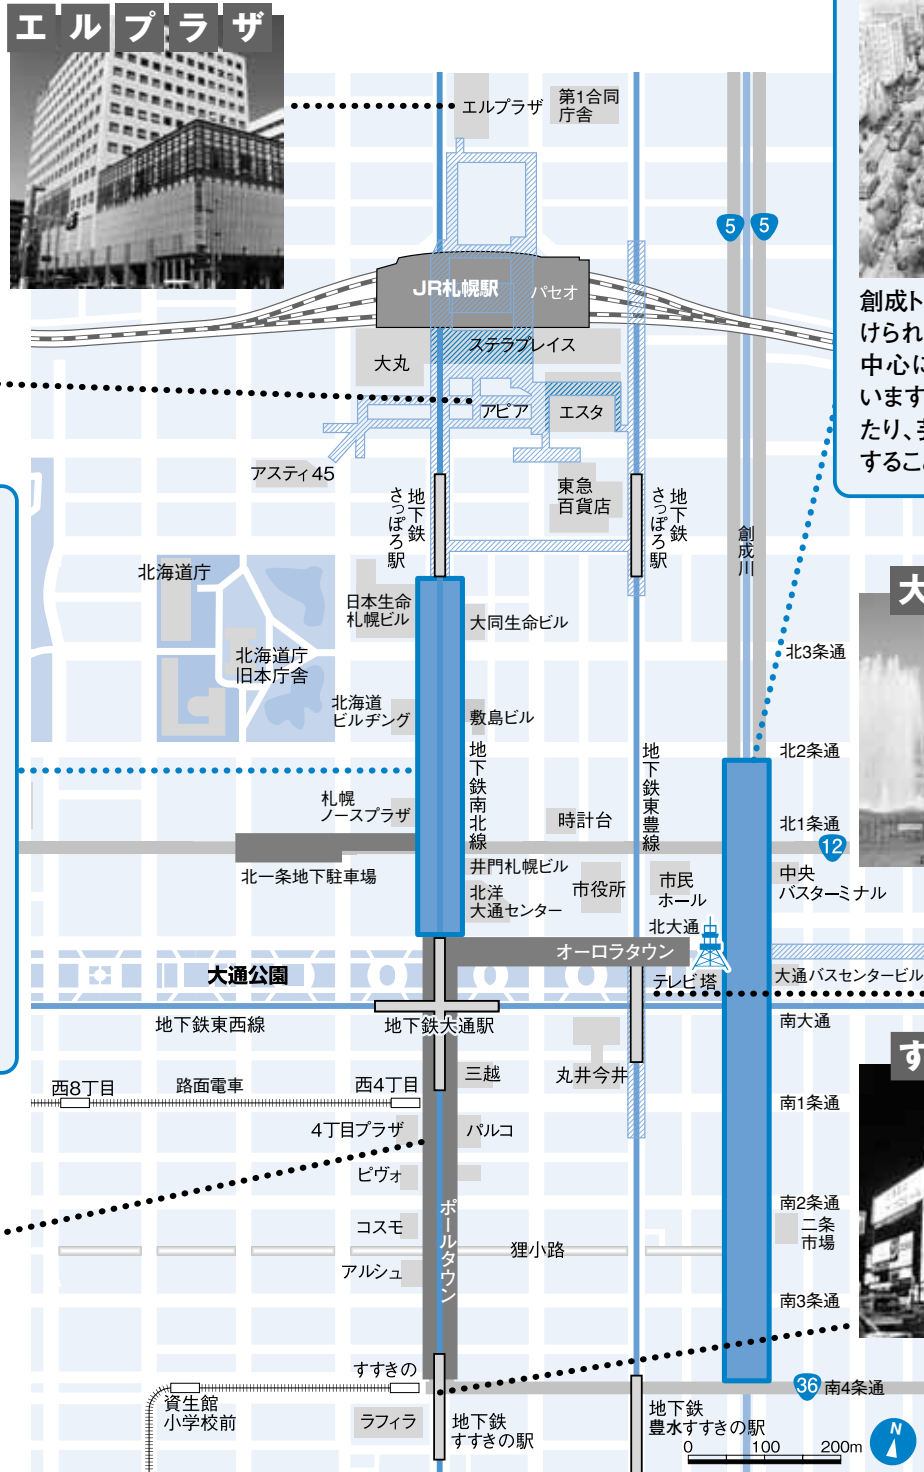 エルプラザ
エルプラザ
第1合同
庁舎
5
5
JR札幌駅
パセオ
ステラプレイス
大丸
アピア
エスタ
アスティ45
東急
百貨店
地下鉄
さっぽろ駅
地下鉄
さっぽろ駅
創成川
創成ト
けられ
中心に
います
たり、
するこ
北海道庁
北海道庁
旧本庁舎
日本生命
札幌ビル
大同生命ビル
北海道
ビルヂング
敷島ビル
地下鉄南北線
地下鉄東豊線
北3条通
北2条通
北1条通
12
札幌
ノースプラザ
時計台
北一条地下駐車場
井門札幌ビル
北洋
大通センター
市役所
市民
ホール
中央
バスターミナル
北大通
オーロラタウン
大通公園
テレビ塔
大通バスセンタービル
地下鉄東西線
地下鉄大通駅
南大通
三越
丸井今井
西8丁目
路面電車
西4丁目
南1条通
4丁目プラザ
パルコ
ピヴォ
南2条通
二条
市場
コスモ
ポールタウン
狸小路
アルシュ
南3条通
すすきの
36
南4条通
資生館
小学校前
ラフィラ
地下鉄
すすきの駅
地下鉄
豊水すすきの駅
0 100 200m
N
大
す